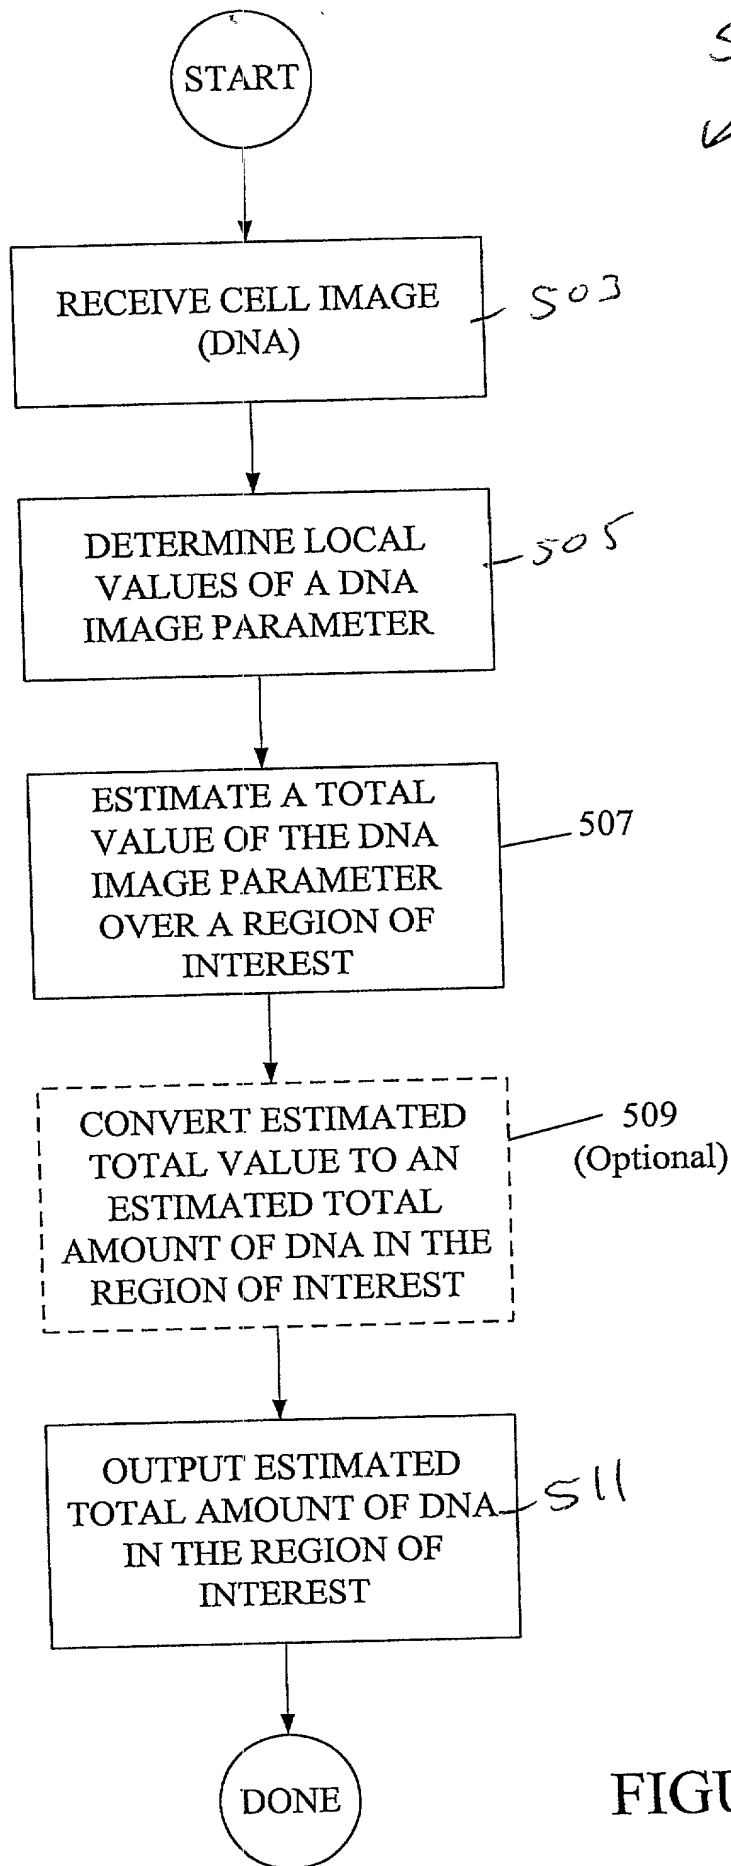 START
RECEIVE CELL IMAGE
(DNA)
503
DETERMINE LOCAL
VALUES OF A DNA
IMAGE PARAMETER
505
ESTIMATE A TOTAL
VALUE OF THE DNA
IMAGE PARAMETER
OVER A REGION OF
INTEREST
507
CONVERT ESTIMATED
TOTAL VALUE TO AN
ESTIMATED TOTAL
AMOUNT OF DNA IN THE
REGION OF INTEREST
509
(Optional)
OUTPUT ESTIMATED
TOTAL AMOUNT OF DNA
IN THE REGION OF
INTEREST
511
DONE